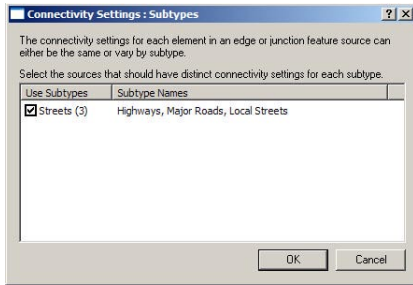 Connectivity Settings : Subtypes
The connectivity settings for each element in an edge or junction feature source can
either be the same or vary by subtype.
Select the sources that should have distinct connectivity settings for each subtype.
Use Subtypes Subtype Names
Streets (3) Highways, Major Roads, Local Streets
OK Cancel